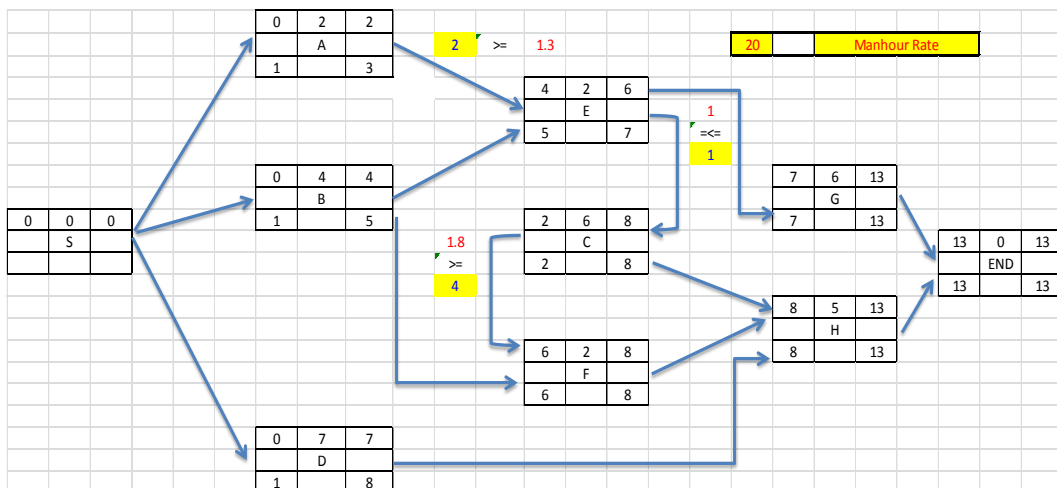 0 2 2
A
1 3
2 >= 1.3
20 Manhour Rate
4 2 6
E
5 7
1
=<=
1
0 4 4
B
1 5
7 6 13
G
7 13
0 0 0
S
2 6 8
C
2 8
1.8
>=
4
13 0 13
END
13 13
8 5 13
H
8 13
6 2 8
F
6 8
0 7 7
D
1 8